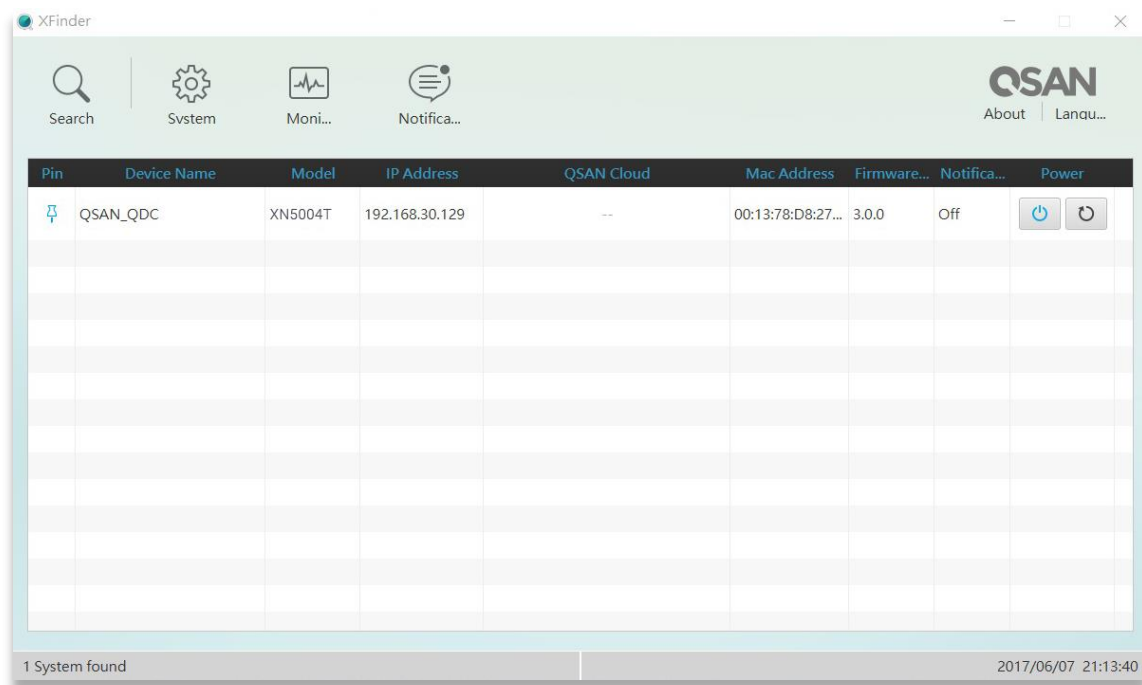 XFinder
Search System Moni... Notifica...
QSAN
About Langu...
Pin Device Name Model IP Address QSAN Cloud Mac Address Firmware... Notifica... Power
QSAN_QDC XN5004T 192.168.30.129 -- 00:13:78:D8:27... 3.0.0 Off
1 System found 2017/06/07 21:13:40